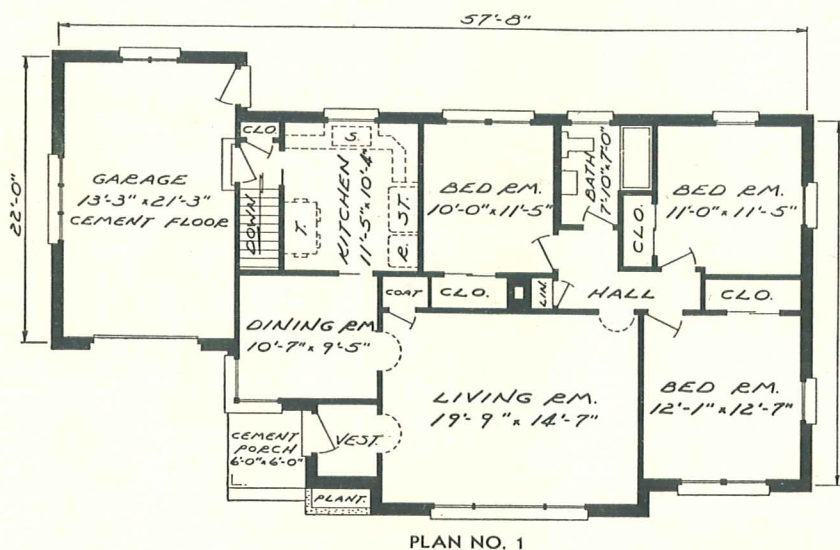 57'-8"
22'-0"
GARAGE
13'-3" x 21'-3"
CEMENT FLOOR
CLO.
DOWN
S.
T.
KITCHEN
11'-5" x 10'-4"
ST.
R.
BED RM.
10'-0" x 11'-5"
BATH
7'-10" x 7'-0"
CLO.
BED RM.
11'-0" x 11'-5"
COAT
CLO.
LIN.
HALL
CLO.
DINING RM.
10'-7" x 9'-5"
LIVING RM.
19'-9" x 14'-7"
BED RM.
12'-1" x 12'-7"
CEMENT
PORCH
6'-0" x 6'-0"
VEST.
PLANT.
PLAN NO. 1